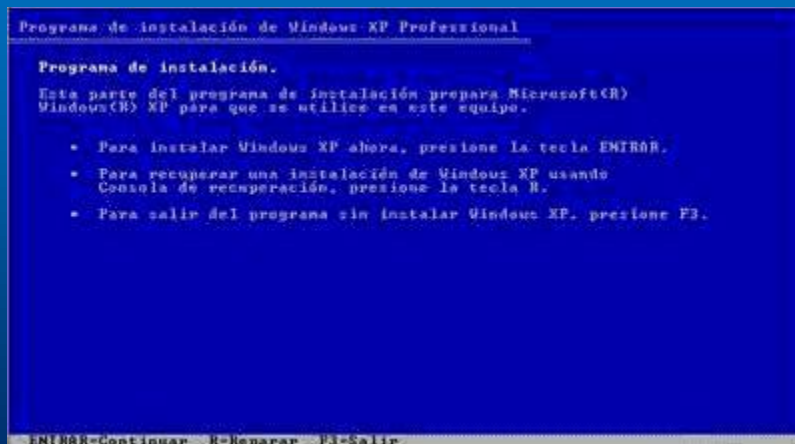 Programa de instalación de Windows XP Professional
Programa de instalación.
Esta parte del programa de instalación prepara Microsoft(R)
Windows(R) XP para que se utilice en este equipo.
• Para instalar Windows XP ahora, presione la tecla ENTRAR.
• Para recuperar una instalación de Windows XP usando
Consola de recuperación, presione la tecla R.
• Para salir del programa sin instalar Windows XP, presione F3.
ENTRAR=Continuar R=Reparar F3=Salir